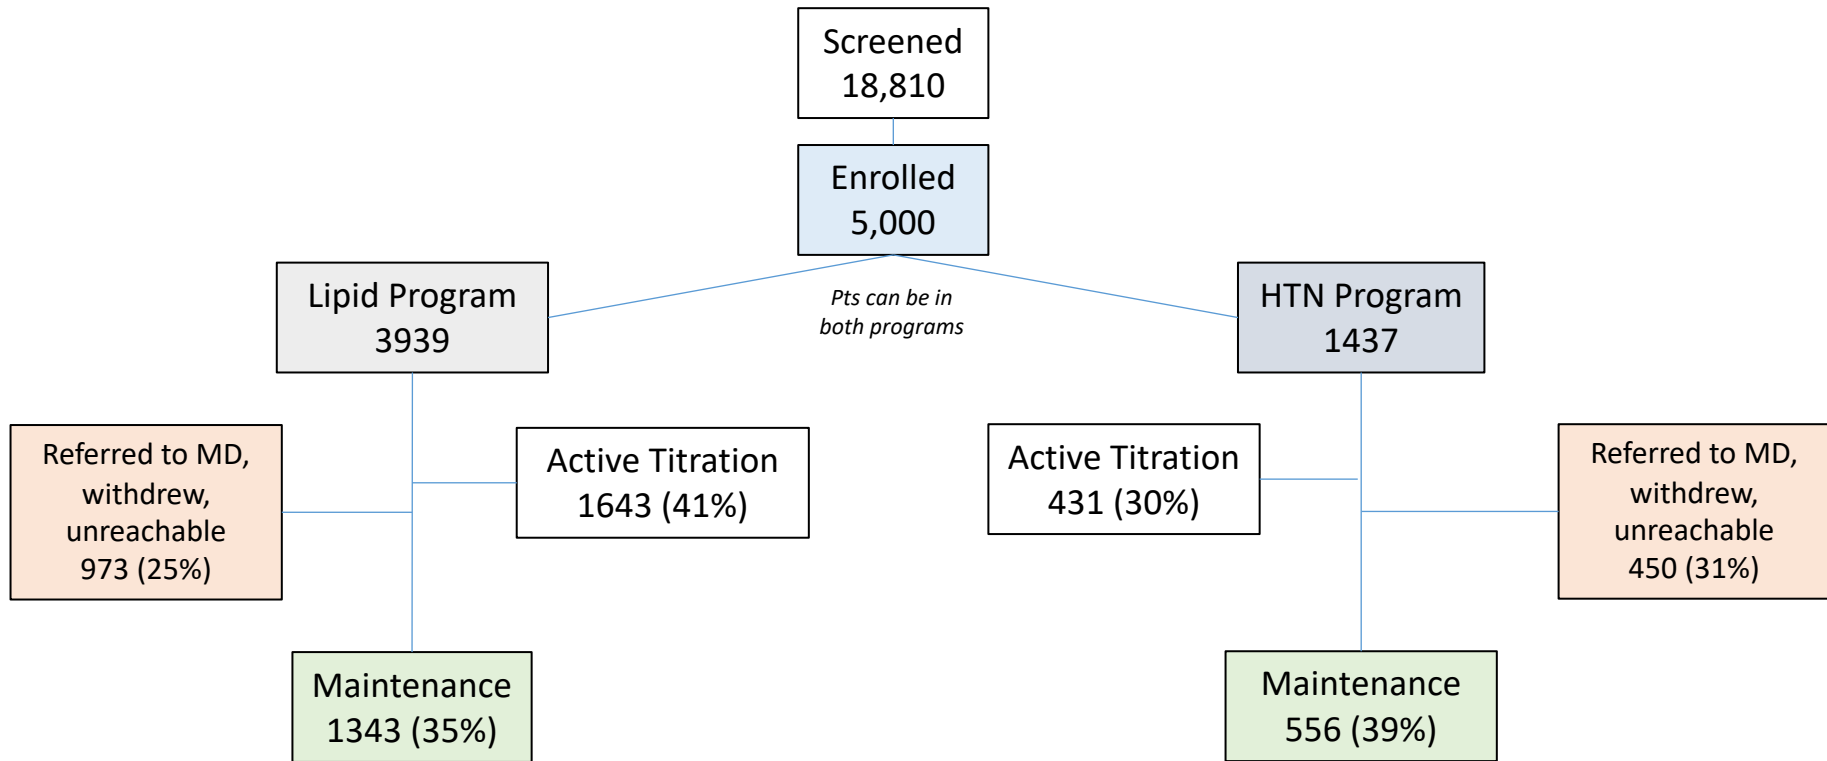 Screened
18,810
Enrolled
5,000
Lipid Program
3939
Pts can be in
both programs
HTN Program
1437
Referred to MD,
withdrew,
unreachable
973 (25%)
Active Titration
1643 (41%)
Active Titration
431 (30%)
Referred to MD,
withdrew,
unreachable
450 (31%)
Maintenance
1343 (35%)
Maintenance
556 (39%)